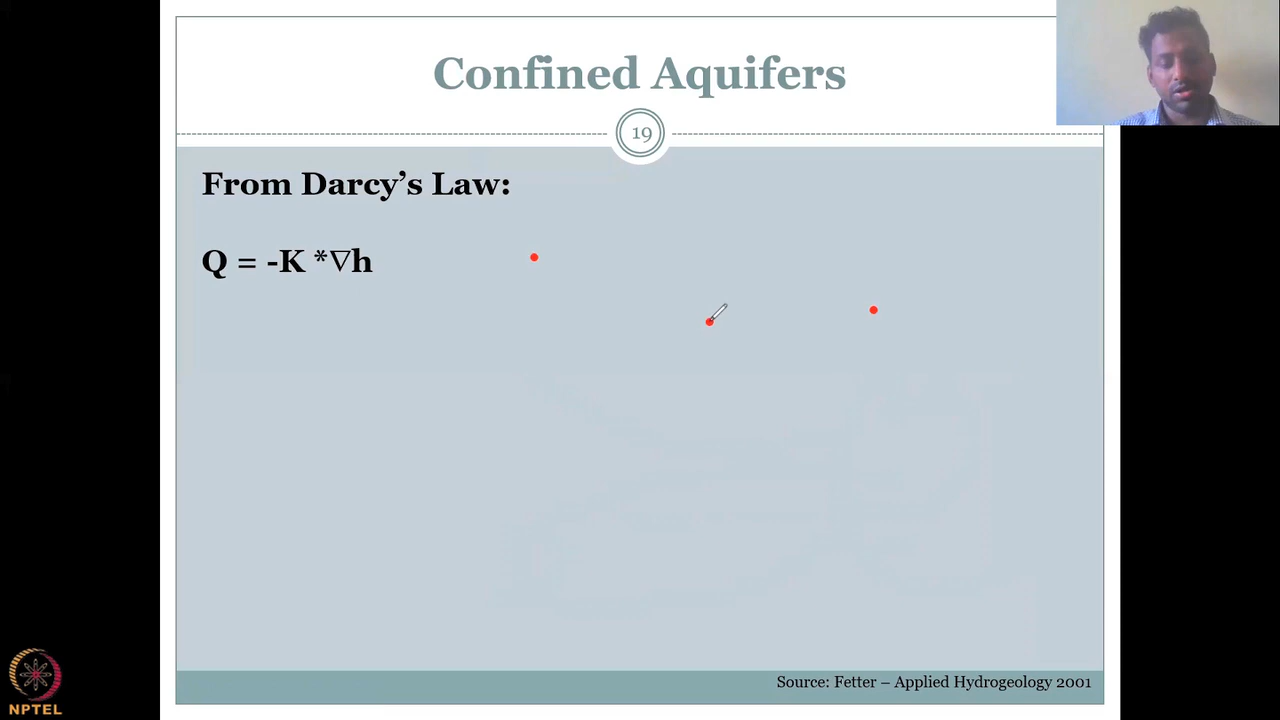 Confined Aquifers
19
From Darcy’s Law:
Q = -K *∇h
Source: Fetter – Applied Hydrogeology 2001
NPTEL